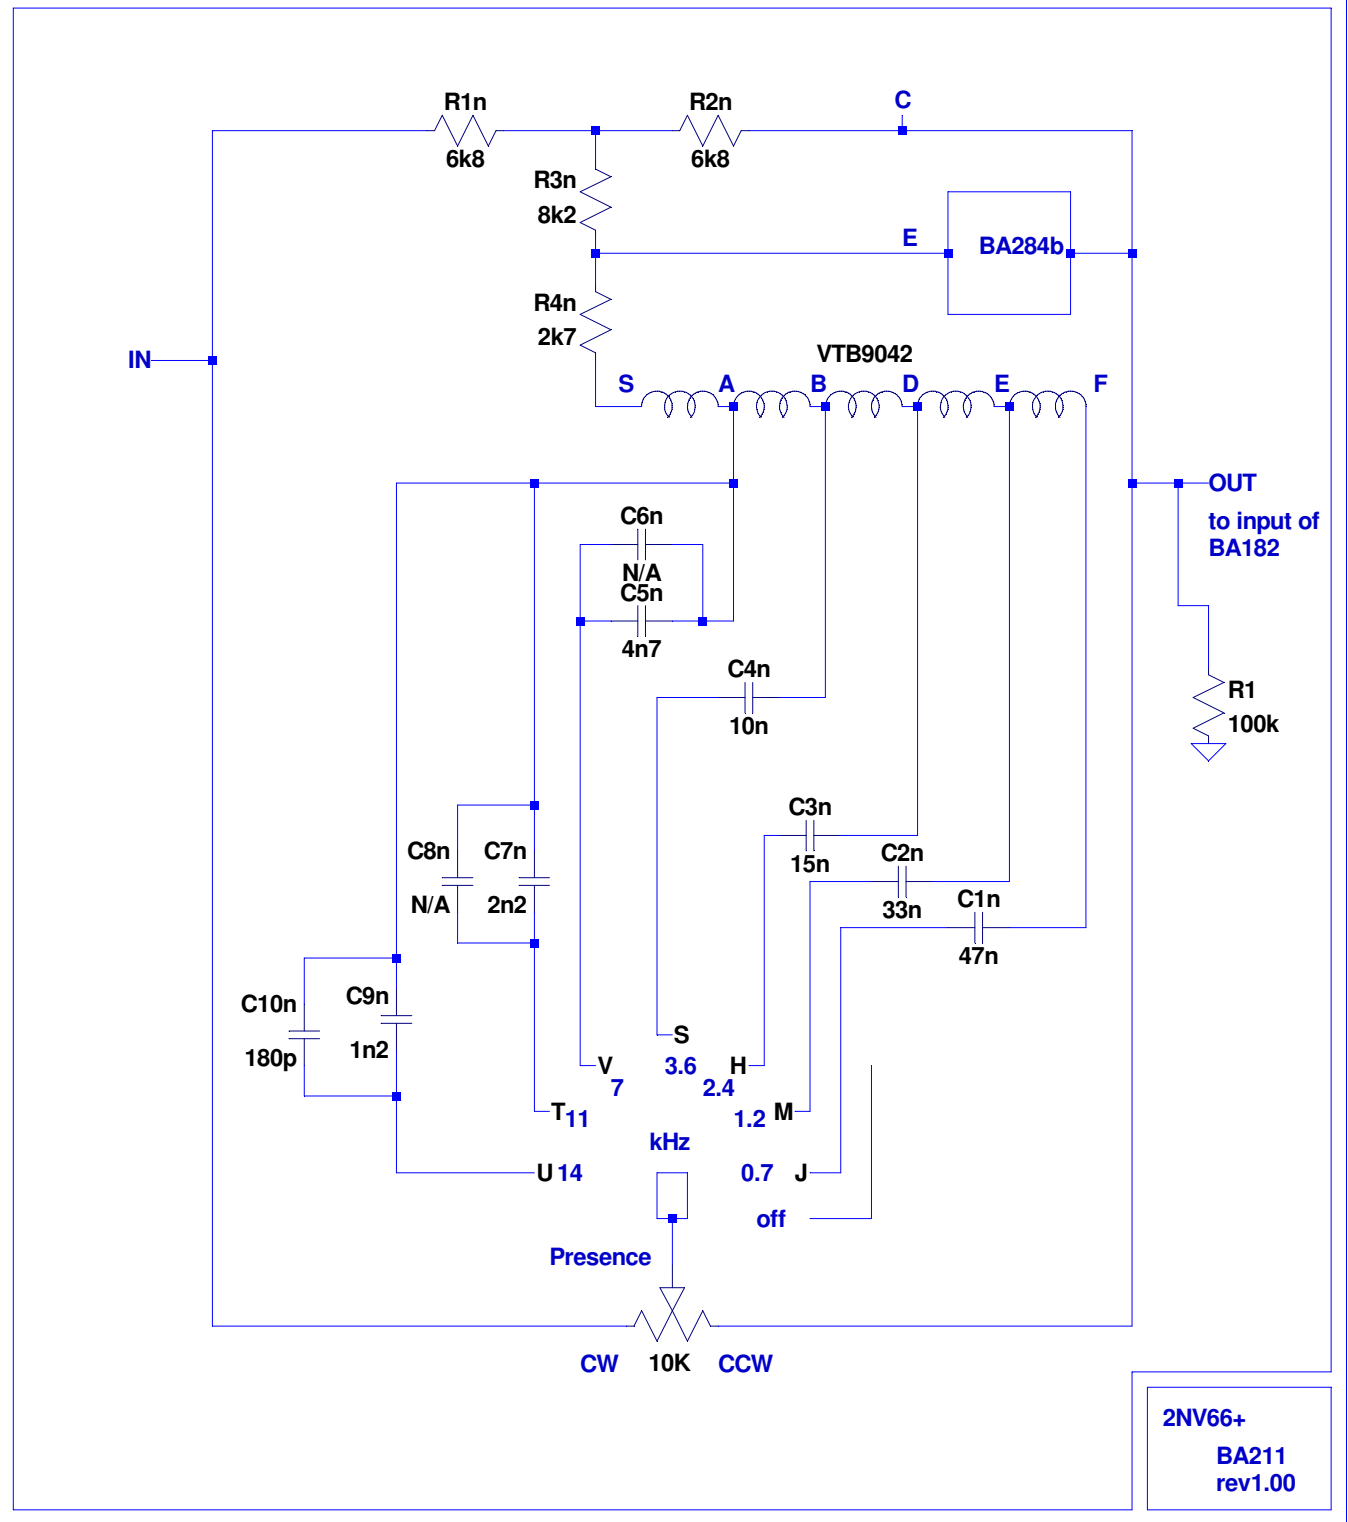 R1n
6k8
R2n
6k8
C
R3n
8k2
E
BA284b
R4n
2k7
IN
VTB9042
S
A
B
D
E
F
OUT
to input of
BA182
C6n
N/A
C5n
4n7
C4n
10n
R1
100k
C3n
15n
C2n
33n
C1n
47n
C8n
N/A
C7n
2n2
C10n
180p
C9n
1n2
S
V
3.6
H
7
2.4
T
11
1.2
M
kHz
U
14
0.7
J
off
Presence
CW
10K
CCW
2NV66+
BA211
rev1.00